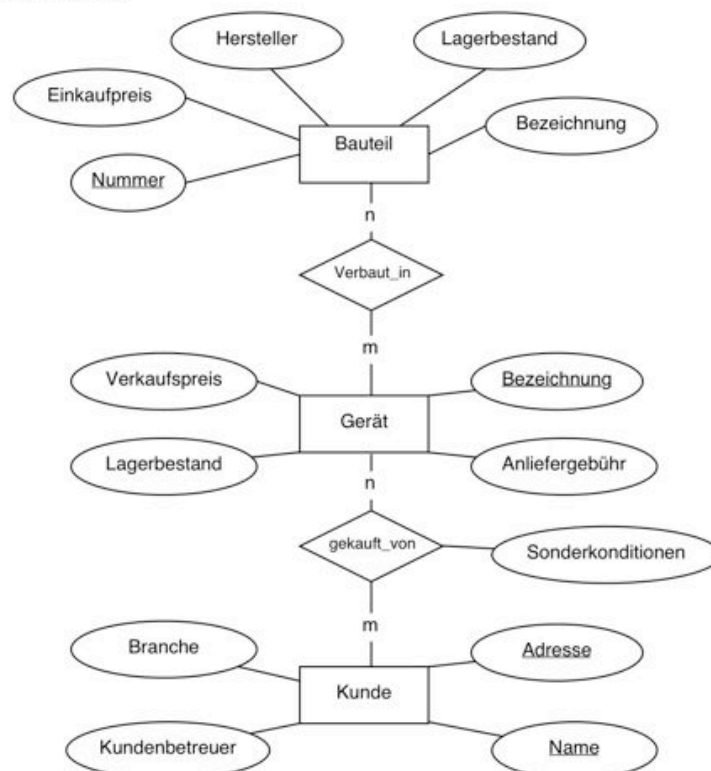 Hersteller
Lagerbestand
Einkaufpreis
Bezeichnung
Bauteil
Nummer
n
Verbaut_in
m
Verkaufspreis
Bezeichnung
Gerät
Lagerbestand
Anliefergebühr
n
gekauft_von
Sonderkonditionen
m
Branche
Adresse
Kunde
Kundenbetreuer
Name